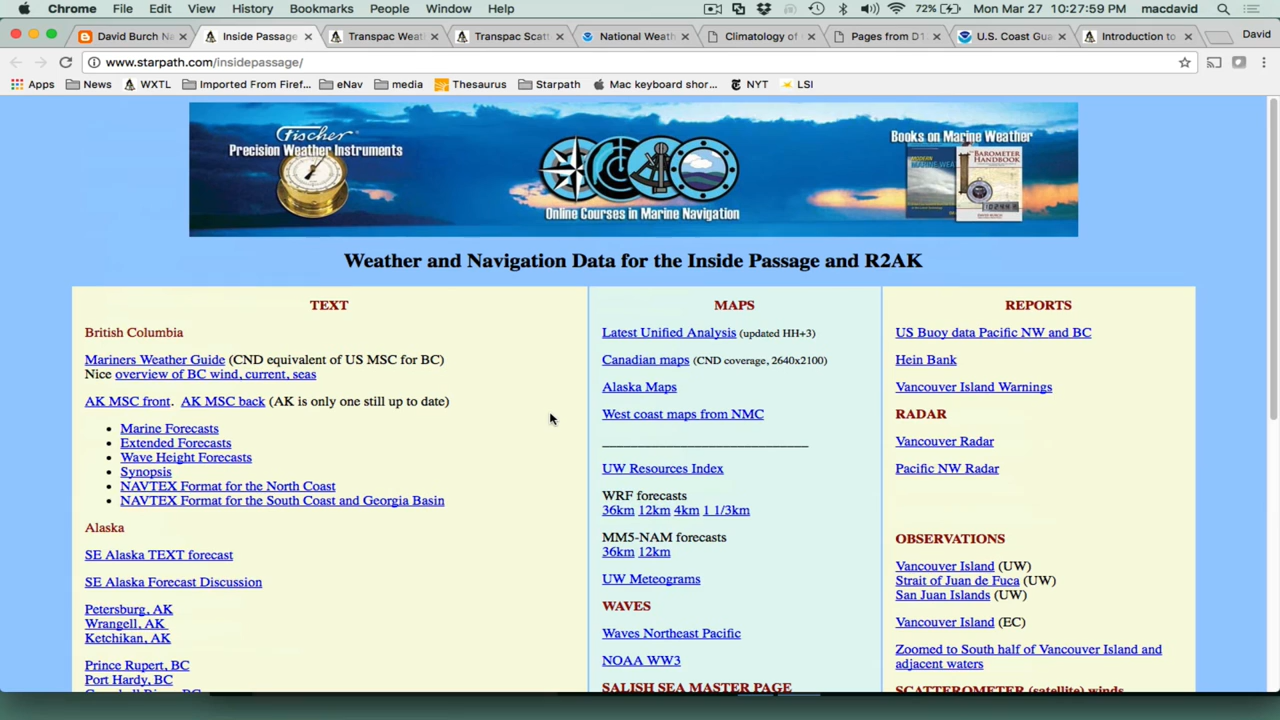 Chrome File Edit View History Bookmarks People Window Help 72% Mon Mar 27 10:27:59 PM macdavid
David Burch Na Inside Passage Transpac Weat Transpac Scatt National Weath Climatology of Pages from D1 U.S. Coast Gua Introduction to David
www.starpath.com/insidepassage/
Apps News WXTL Imported From Firef... eNav media Thesaurus Starpath Mac keyboard shor... NYT LSI
Fischer
Precision Weather Instruments
Online Courses in Marine Navigation
Books on Marine Weather
BAROMETER
HANDBOOK
Weather and Navigation Data for the Inside Passage and R2AK
TEXT
British Columbia
Mariners Weather Guide (CND equivalent of US MSC for BC)
Nice overview of BC wind, current, seas
AK MSC front. AK MSC back (AK is only one still up to date)
• Marine Forecasts
• Extended Forecasts
• Wave Height Forecasts
• Synopsis
• NAVTEX Format for the North Coast
• NAVTEX Format for the South Coast and Georgia Basin
Alaska
SE Alaska TEXT forecast
SE Alaska Forecast Discussion
Petersburg, AK
Wrangell, AK
Ketchikan, AK
Prince Rupert, BC
Port Hardy, BC
MAPS
Latest Unified Analysis (updated HH+3)
Canadian maps (CND coverage, 2640x2100)
Alaska Maps
West coast maps from NMC
UW Resources Index
WRF forecasts
36km 12km 4km 1 1/3km
MM5-NAM forecasts
36km 12km
UW Meteograms
WAVES
Waves Northeast Pacific
NOAA WW3
SALISH SEA MASTER PAGE
REPORTS
US Buoy data Pacific NW and BC
Hein Bank
Vancouver Island Warnings
RADAR
Vancouver Radar
Pacific NW Radar
OBSERVATIONS
Vancouver Island (UW)
Strait of Juan de Fuca (UW)
San Juan Islands (UW)
Vancouver Island (EC)
Zoomed to South half of Vancouver Island and
adjacent waters
SCATTEROMETER (satellite) winds